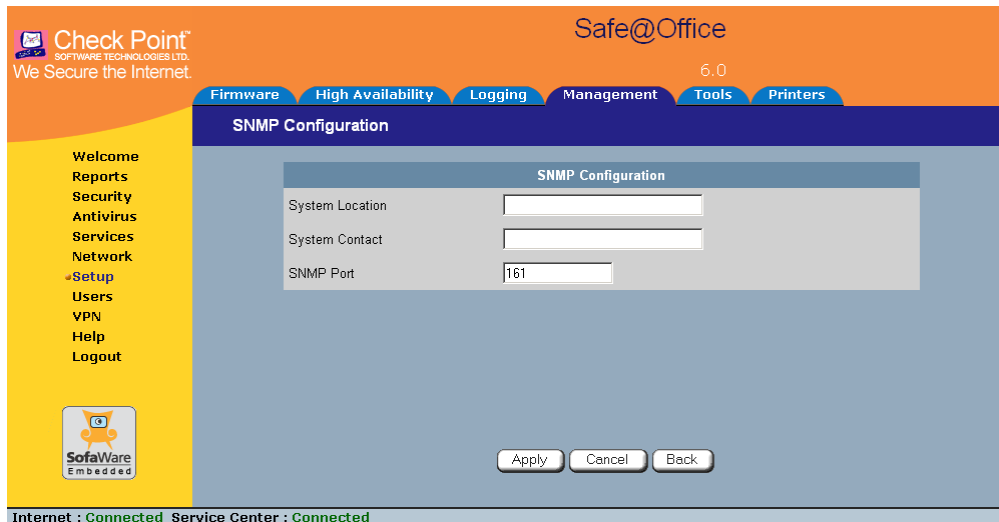 Check Point™
SOFTWARE TECHNOLOGIES LTD.
We Secure the Internet.
Safe@Office
6.0
Firmware High Availability Logging Management Tools Printers
SNMP Configuration
Welcome
Reports
Security
Antivirus
Services
Network
Setup
Users
VPN
Help
Logout
SofaWare
Embedded
SNMP Configuration
System Location
System Contact
SNMP Port 161
Apply Cancel Back
Internet : Connected Service Center : Connected